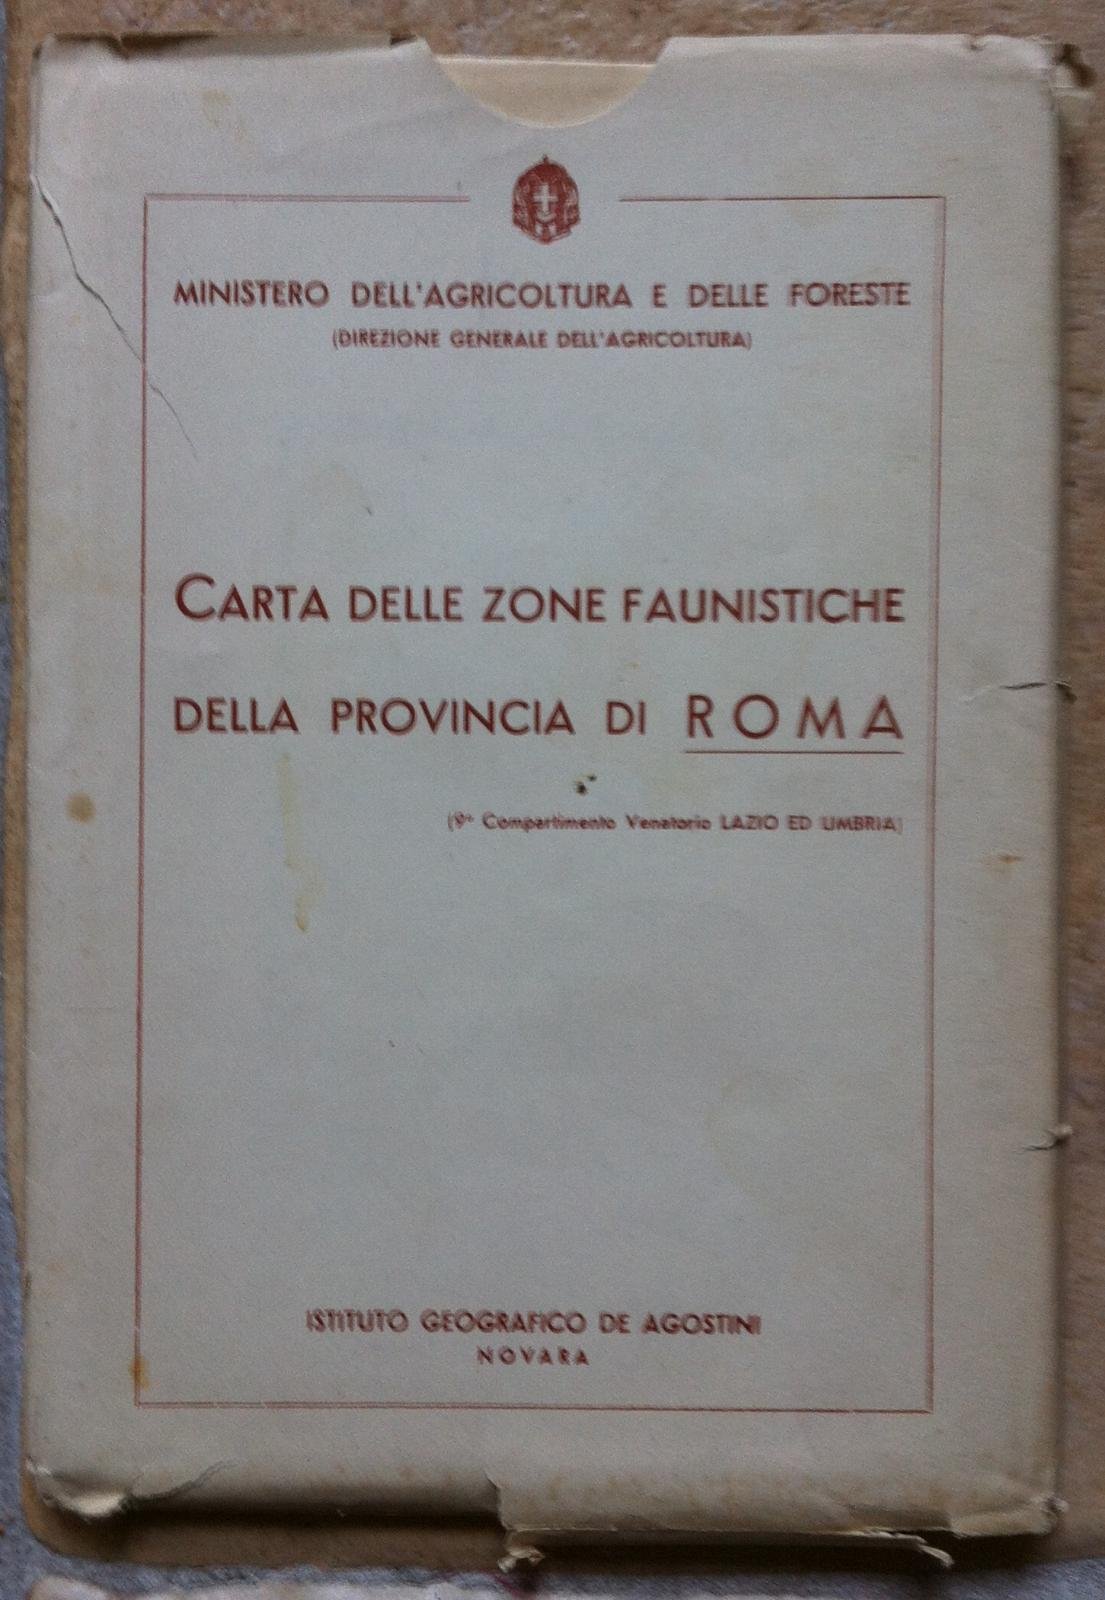 MINISTERO DELL'AGRICOLTURA E DELLE FORESTE
(DIREZIONE GENERALE DELL'AGRICOLTURA)
CARTA DELLE ZONE FAUNISTICHE
DELLA PROVINCIA DI ROMA
(9° Compartimento Venatorio LAZIO ED UMBRIA)
ISTITUTO GEOGRAFICO DE AGOSTINI
NOVARA